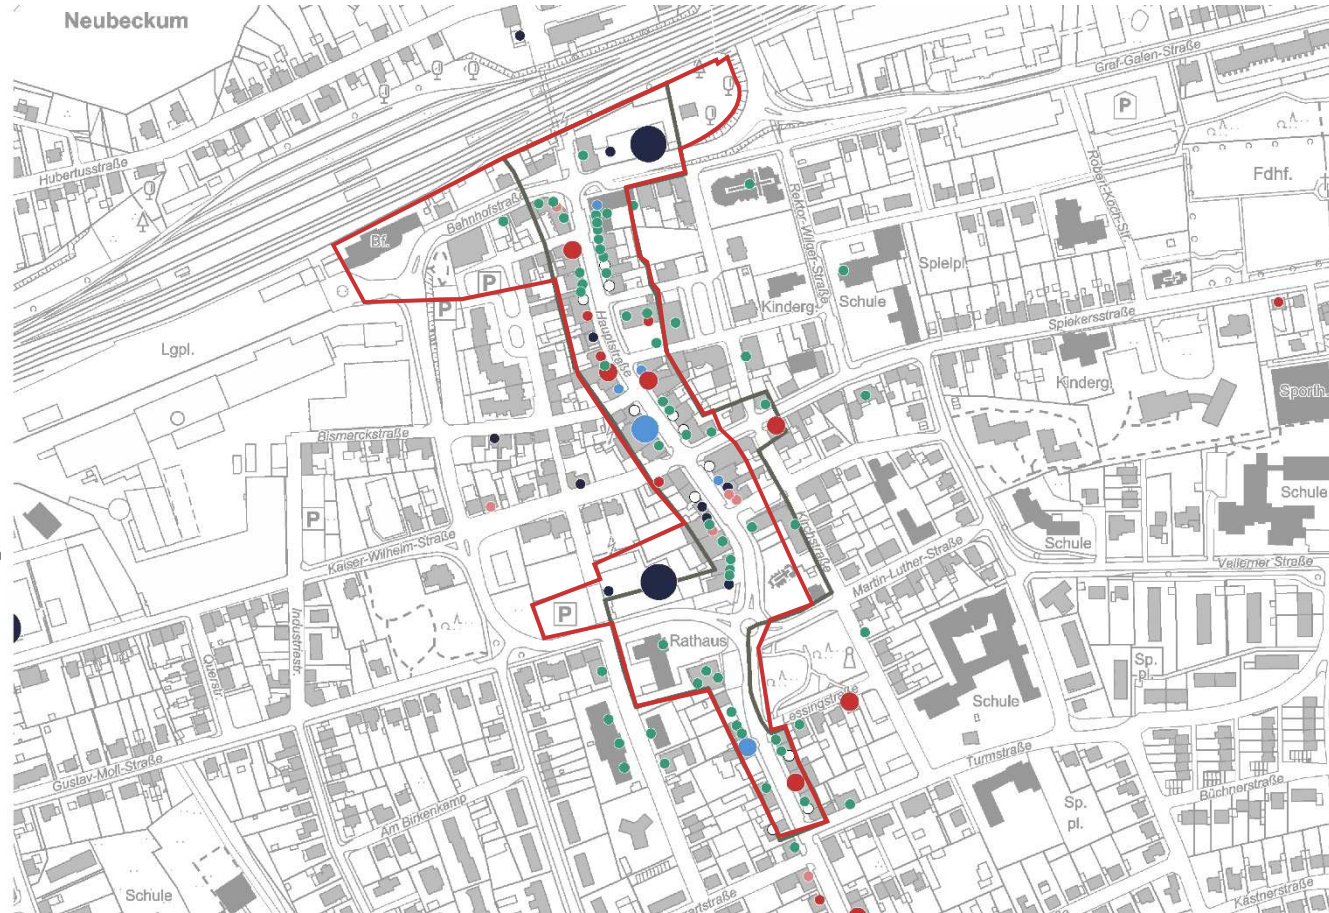 Neubeckum
Graf-Galen-Straße
P
Hubertusstraße
Robert-Koch-Str.
Fdhf.
Rektor-Wilger-Straße
Bahnhofstraße
Bf.
Spielpl.
P
Schule
Kinderg.
P
Spiekersstraße
Hauptstraße
Lgpl.
Kinderg.
Sporth.
Bismarckstraße
Schule
P
Kirchstraße
Schule
Kaiser-Wilhelm-Straße
Martin-Luther-Straße
Vellerner Straße
P
Industriestr.
Rathaus
Querstr.
Sp.
pl.
Schule
Lessingstraße
Turmstraße
Gustav-Moll-Straße
Büchnerstraße
Am Birkenkamp
Sp.
pl.
Schule
Kästnerstraße